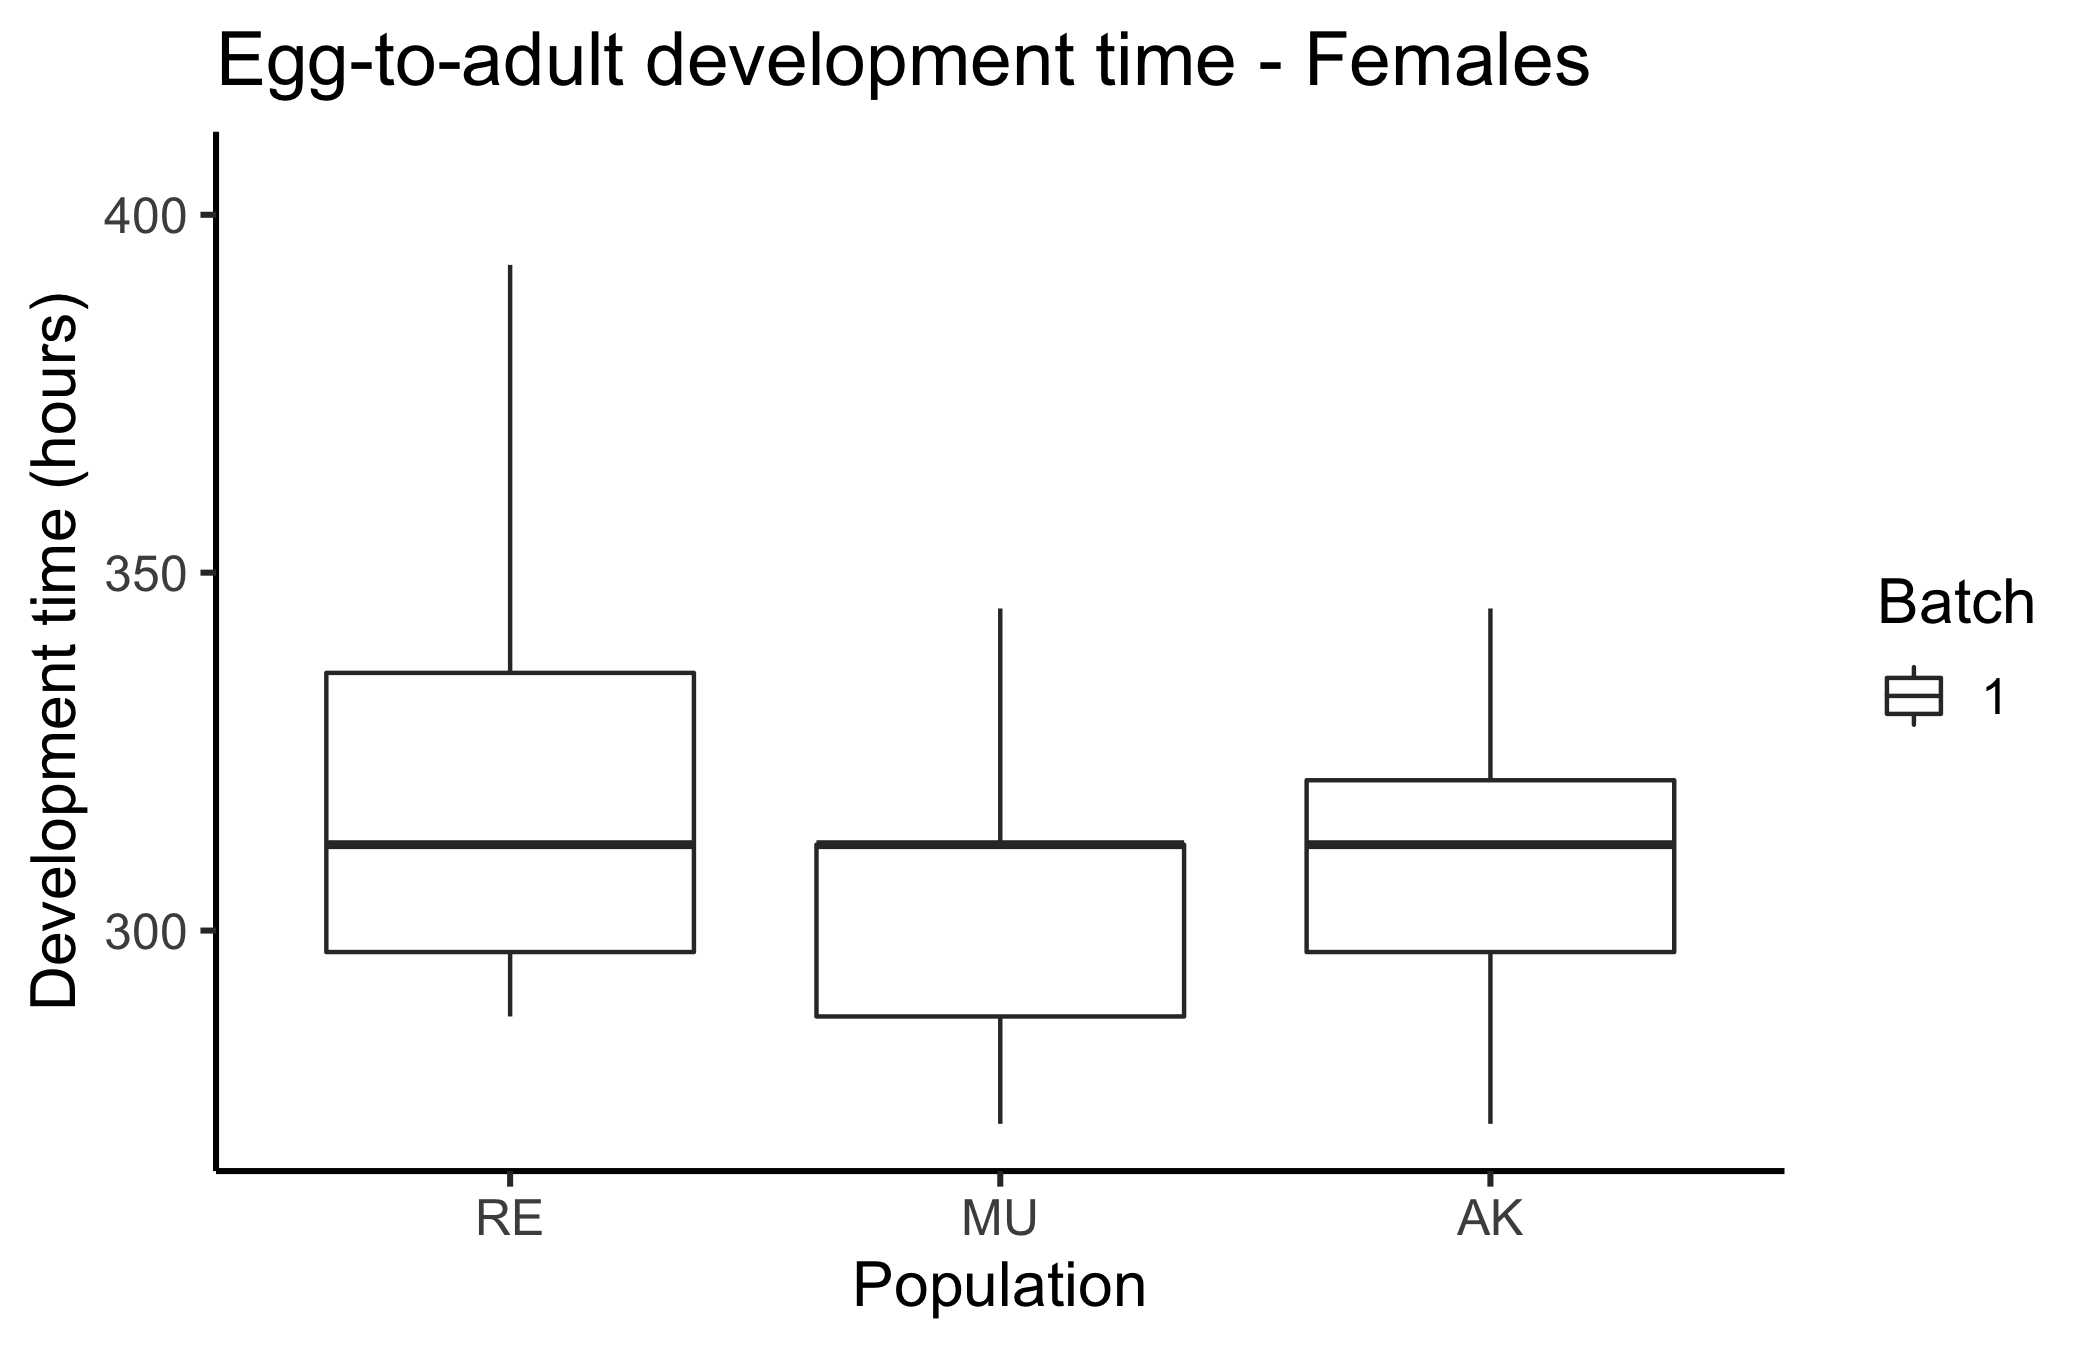 Egg-to-adult development time - Females
Development time (hours)
400
350
300
RE
MU
AK
Population
Batch
1